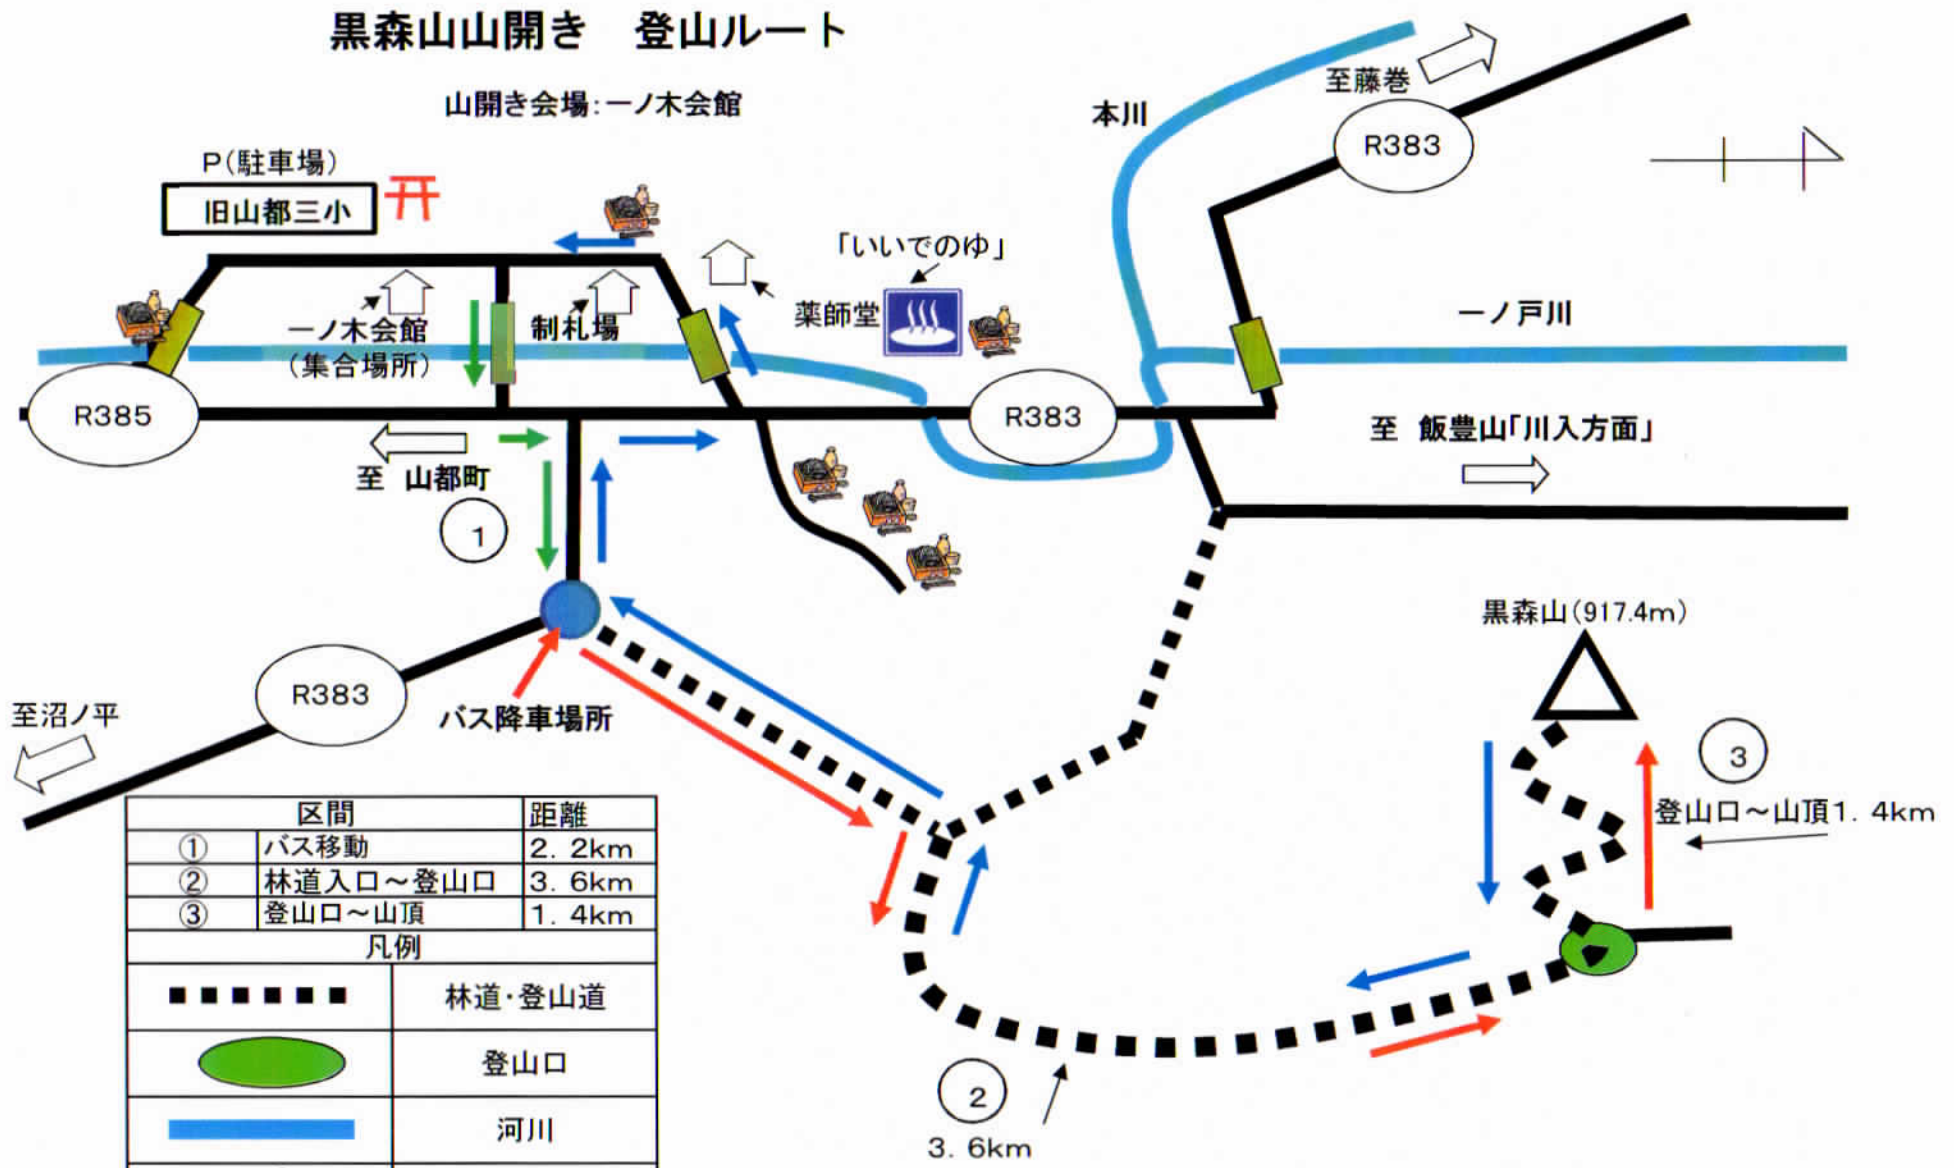 黒森山山開き　登山ルート
山開き会場:一ノ木会館
P(駐車場)
旧山都三小
至藤巻
本川
R383
「いいでのゆ」
薬師堂
一ノ木会館
(集合場所)
制札場
一ノ戸川
R385
R383
至　飯豊山「川入方面」
至　山都町
1
黒森山(917.4m)
R383
至沼ノ平
バス降車場所
3
登山口～山頂1.4km
区間 距離
① バス移動 2.2km
② 林道入口～登山口 3.6km
③ 登山口～山頂 1.4km
凡例
林道・登山道
登山口
河川
2
3.6km